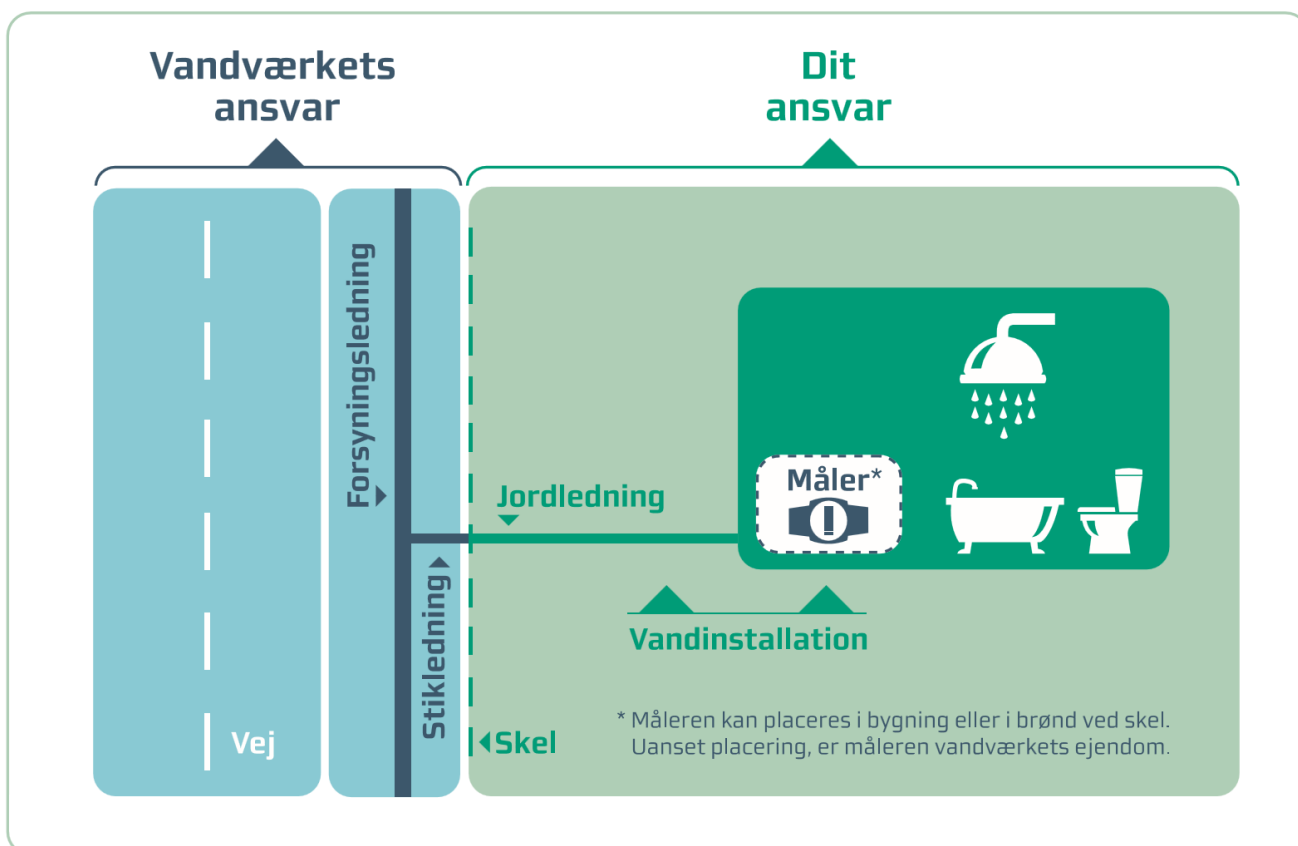 Vandværkets
ansvar
Dit
ansvar
Forsyningsledning
Stikledning
Vej
Skel
Jordledning
Måler*
Vandinstallation
* Måleren kan placeres i bygning eller i brønd ved skel.
Uanset placering, er måleren vandværkets ejendom.